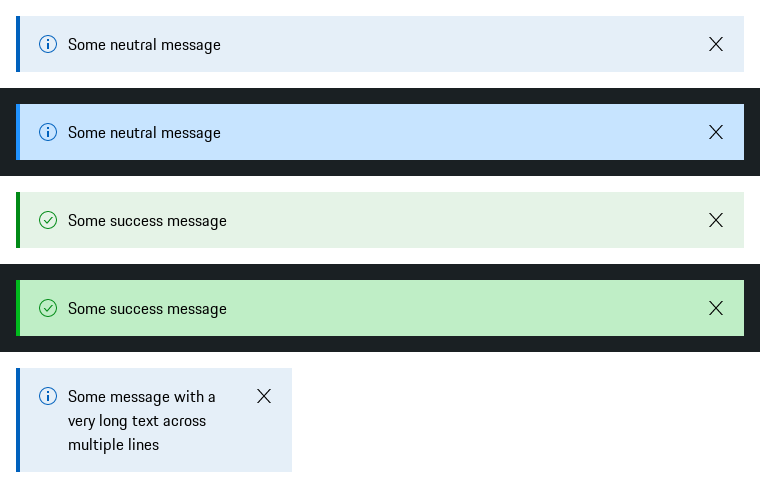 Some neutral message
Some neutral message
Some success message
Some success message
Some message with a
very long text across
multiple lines